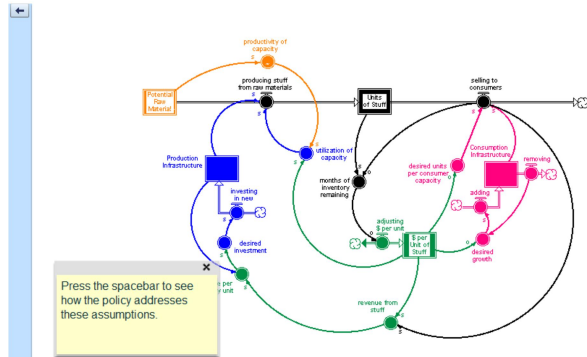 productivity of
capacity
Potential
Raw
Material
producing stuff
from raw materials
Units
of Stuff
selling to
consumers
Production
Infrastructure
utilization of
capacity
desired units
per consumer
capacity
Consumption
Infrastructure
removing
months of
inventory
remaining
investing
in new
adding
adjusting
$ per unit
$ per
Unit of
Stuff
desired
growth
desired
investment
Press the spacebar to see
how the policy addresses
these assumptions.
per
unit
revenue from
stuff